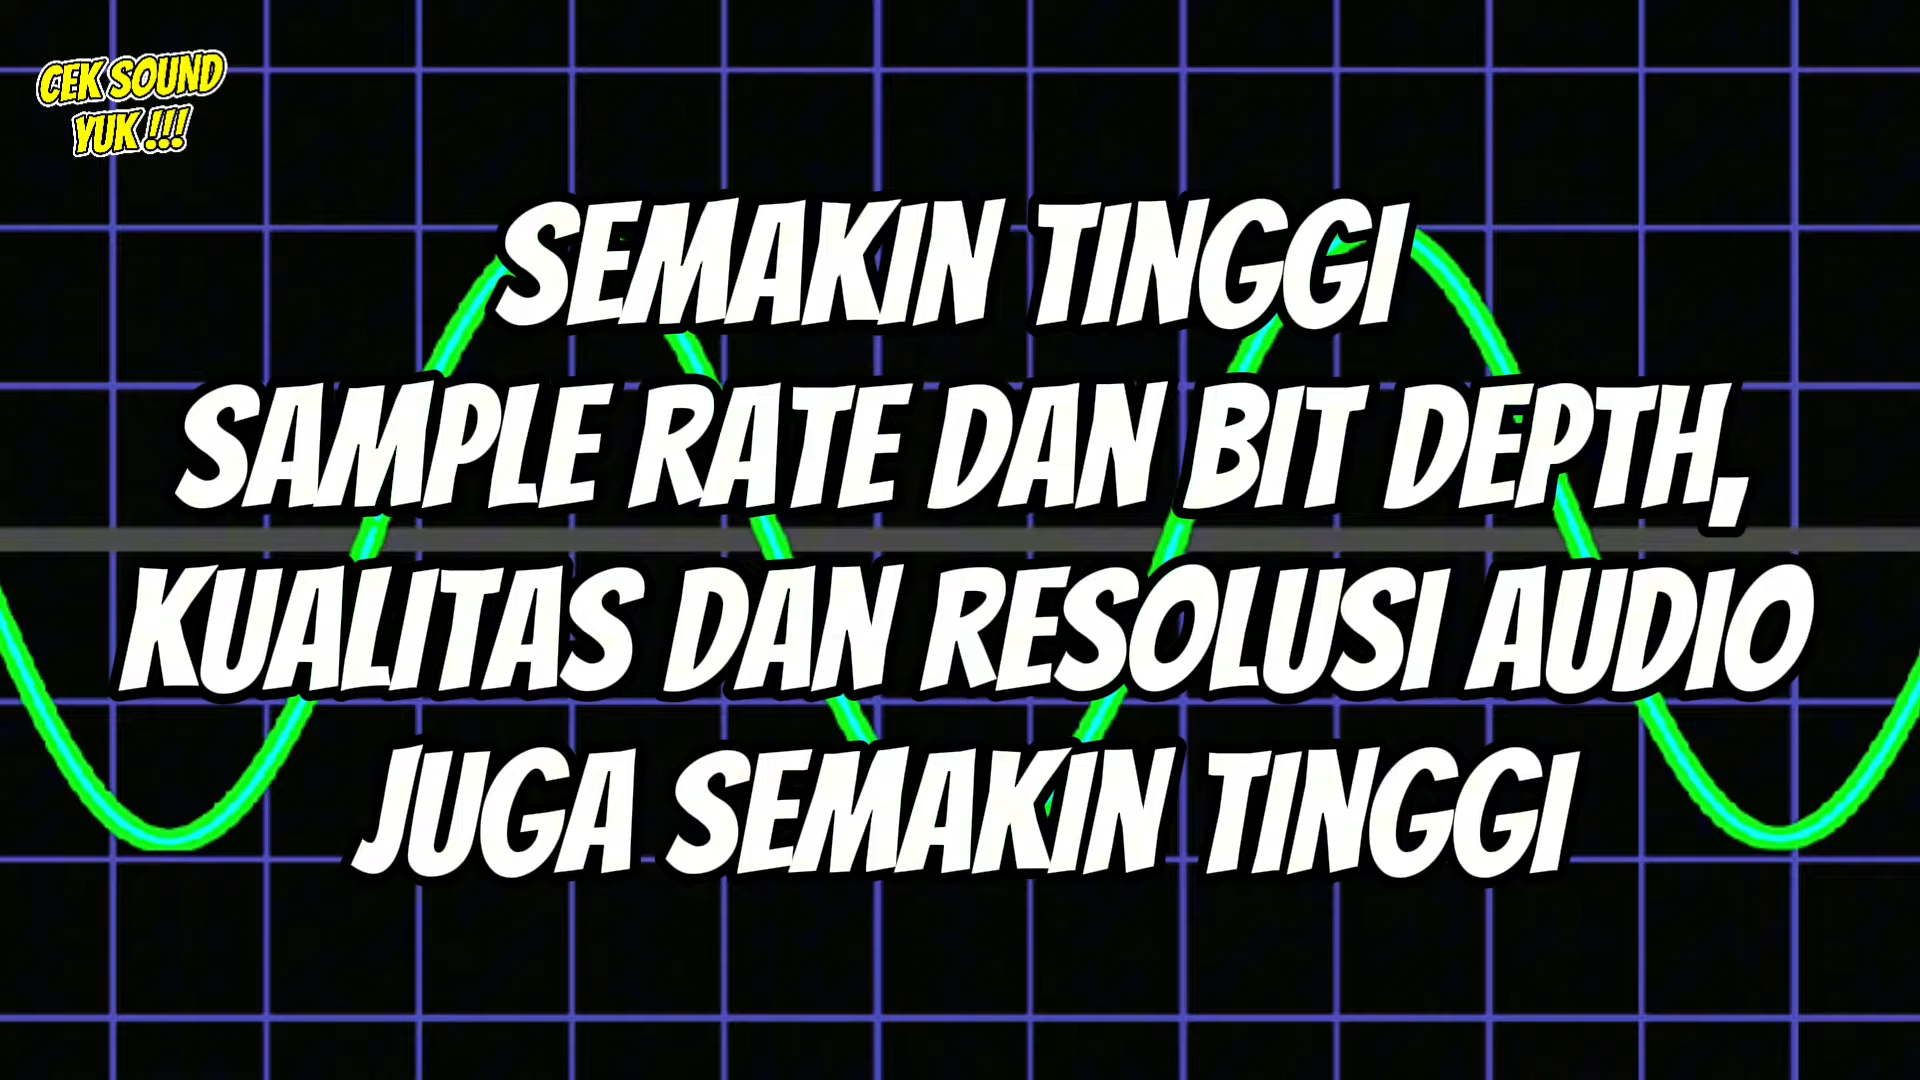 CEK SOUND
YUK !!!
SEMAKIN TINGGI
SAMPLE RATE DAN BIT DEPTH,
KUALITAS DAN RESOLUSI AUDIO
JUGA SEMAKIN TINGGI